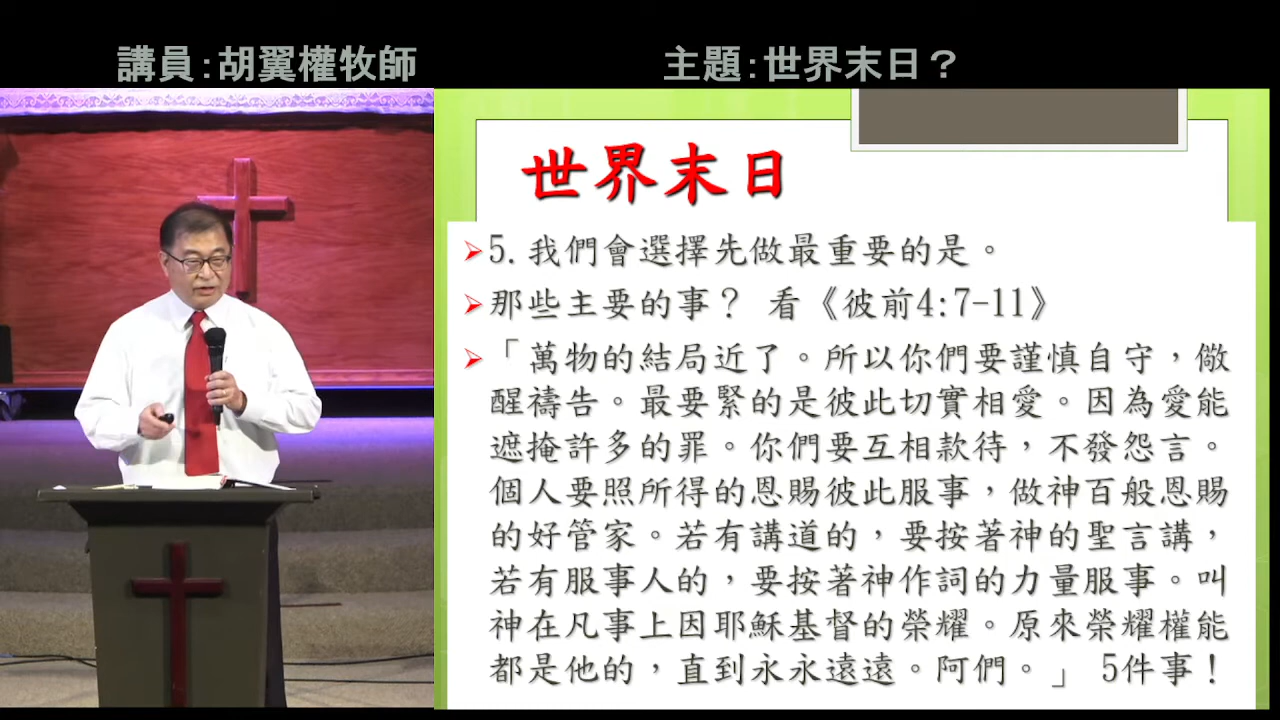 講員:胡翼權牧師
主題:世界末日？
世界末日
5.我們會選擇先做最重要的是。
那些主要的事？ 看《彼前4:7-11》
「萬物的結局近了。所以你們要謹慎自守，儆
醒禱告。最要緊的是彼此切實相愛。因為愛能
遮掩許多的罪。你們要互相款待，不發怨言。
個人要照所得的恩賜彼此服事，做神百般恩賜
的好管家。若有講道的，要按著神的聖言講，
若有服事人的，要按著神作詞的力量服事。叫
神在凡事上因耶穌基督的榮耀。原來榮耀權能
都是他的，直到永永遠遠。阿們。」 5件事！